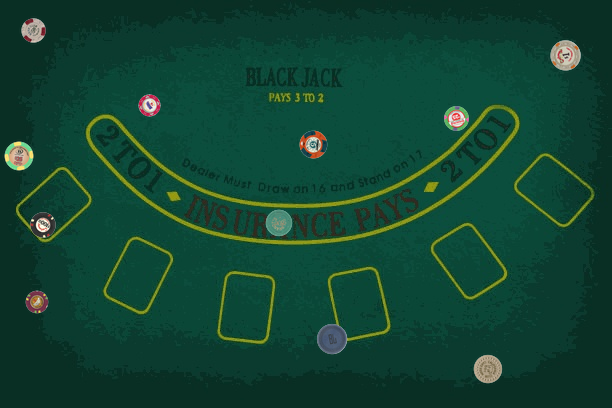 BLACK JACK
PAYS 3 TO 2
Dealer Must Draw on 16 and Stand on 17
2 TO 1 INSURANCE PAYS 2 TO 1